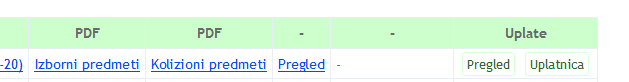 PDF PDF - - Uplate
-20) Izborni predmeti Kolizioni predmeti Pregled - Pregled Uplatnica